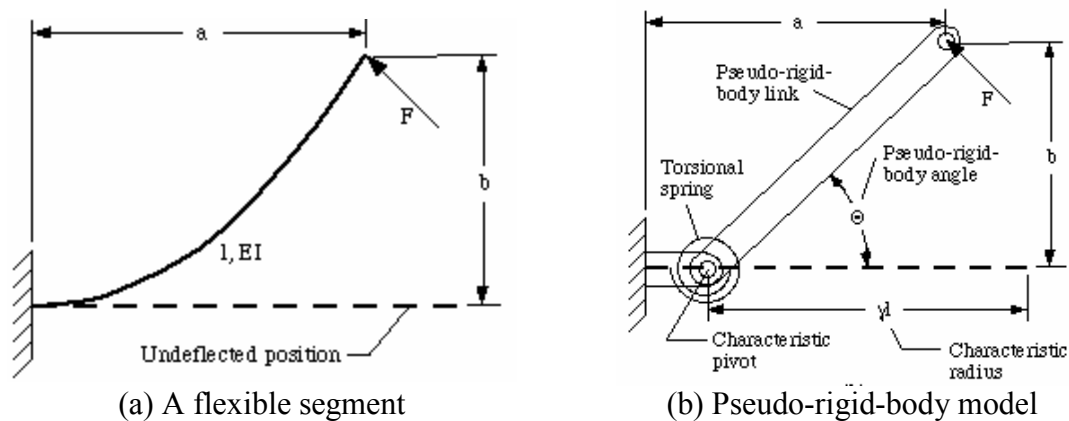 a
F
b
l, EI
Undeflected position
(a) A flexible segment
a
Pseudo-rigid-
body link
F
Pseudo-rigid-
body angle
b
Torsional
spring
Θ
γl
Characteristic
pivot
Characteristic
radius
(b) Pseudo-rigid-body model